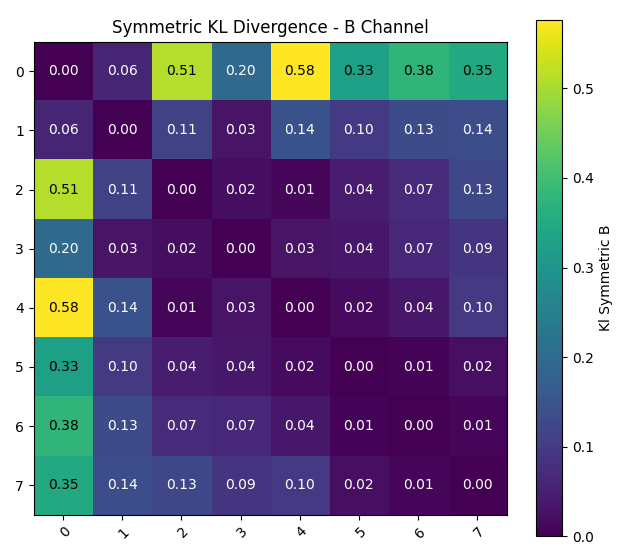 Symmetric KL Divergence - B Channel
0 0.00 0.06 0.51 0.20 0.58 0.33 0.38 0.35
1 0.06 0.00 0.11 0.03 0.14 0.10 0.13 0.14
2 0.51 0.11 0.00 0.02 0.01 0.04 0.07 0.13
3 0.20 0.03 0.02 0.00 0.03 0.04 0.07 0.09
4 0.58 0.14 0.01 0.03 0.00 0.02 0.04 0.10
5 0.33 0.10 0.04 0.04 0.02 0.00 0.01 0.02
6 0.38 0.13 0.07 0.07 0.04 0.01 0.00 0.01
7 0.35 0.14 0.13 0.09 0.10 0.02 0.01 0.00
0 1 2 3 4 5 6 7
0.5
0.4
0.3
0.2
0.1
0.0
Kl Symmetric B